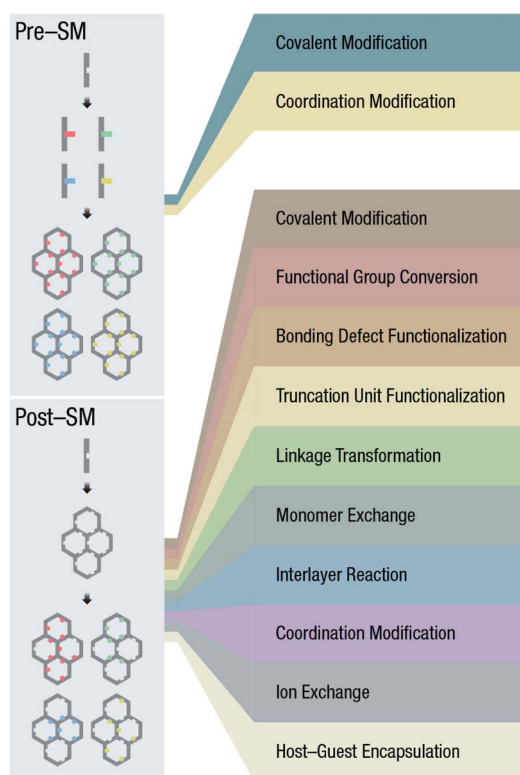 Pre–SM
Covalent Modification
Coordination Modification
Covalent Modification
Functional Group Conversion
Bonding Defect Functionalization
Truncation Unit Functionalization
Post–SM
Linkage Transformation
Monomer Exchange
Interlayer Reaction
Coordination Modification
Ion Exchange
Host–Guest Encapsulation